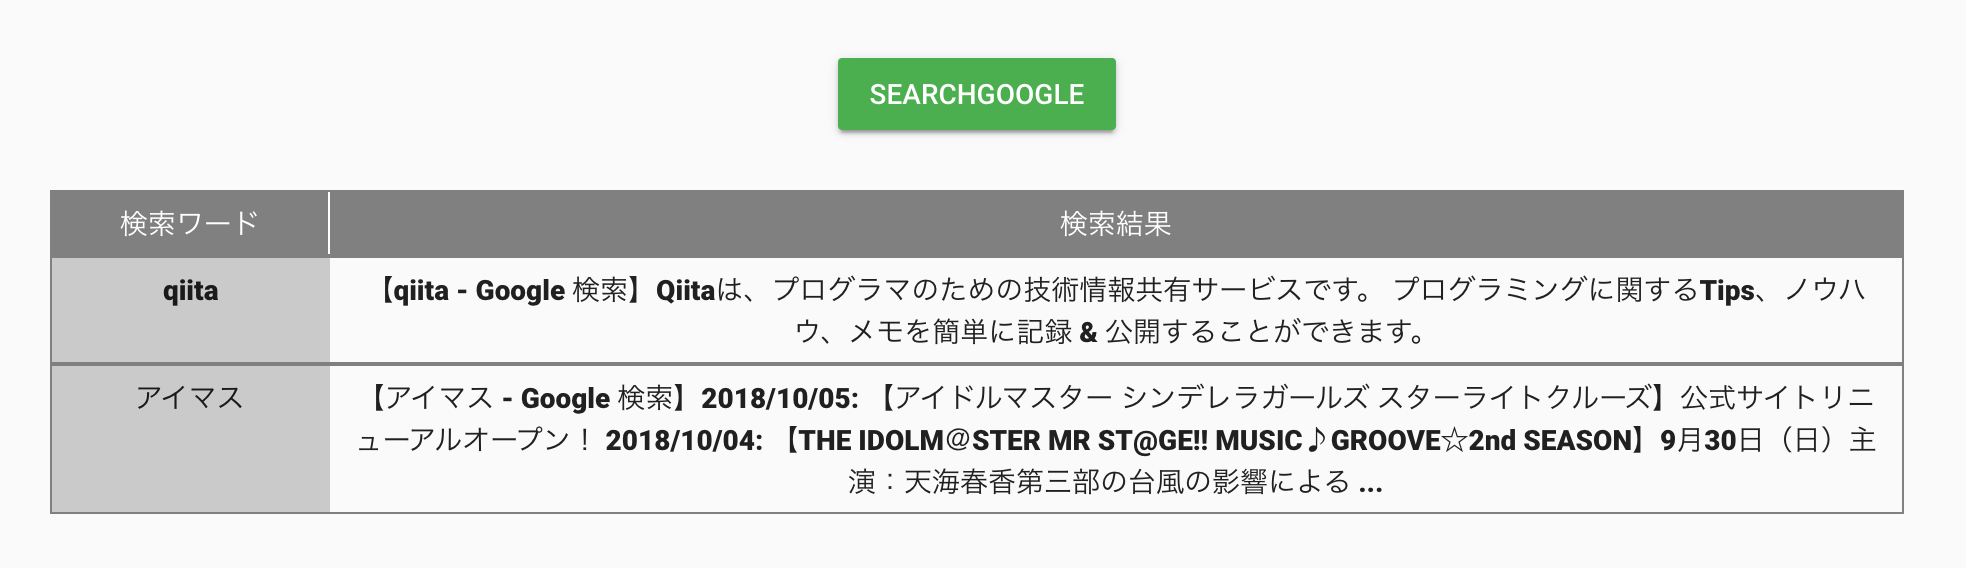 SEARCHGOOGLE
検索ワード 検索結果
qiita 【qiita - Google 検索】Qiitaは、プログラマのための技術情報共有サービスです。 プログラミングに関するTips、ノウハ
ウ、メモを簡単に記録 & 公開することができます。
アイマス 【アイマス - Google 検索】2018/10/05: 【アイドルマスター シンデレラガールズ スターライトクルーズ】公式サイトリニ
ューアルオープン！ 2018/10/04: 【THE IDOLM＠STER MR ST@GE!! MUSIC♪GROOVE☆2nd SEASON】9月30日（日）主
演：天海春香第三部の台風の影響による ...